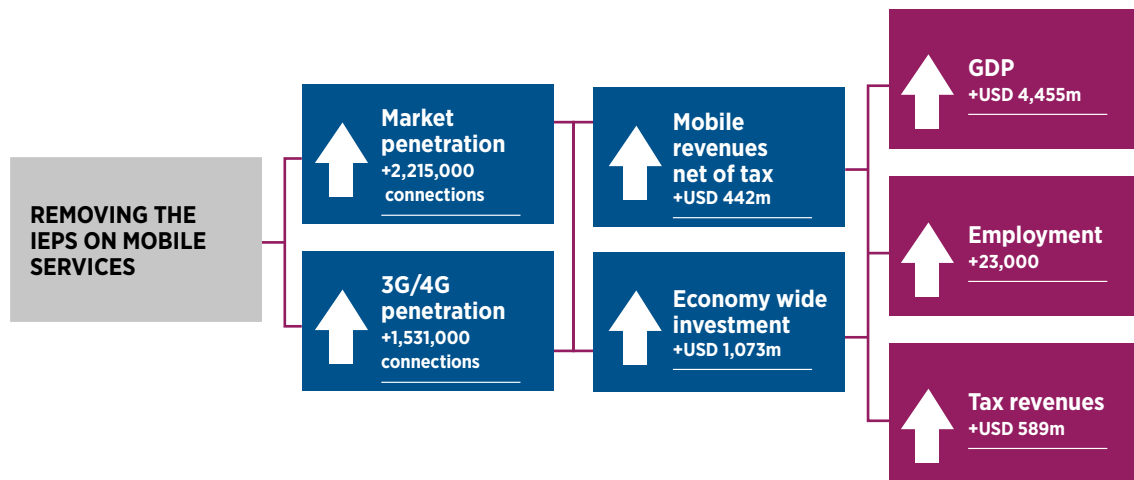 REMOVING THE
IEPS ON MOBILE
SERVICES
Market
penetration
+2,215,000
connections
3G/4G
penetration
+1,531,000
connections
Mobile
revenues
net of tax
+USD 442m
Economy wide
investment
+USD 1,073m
GDP
+USD 4,455m
Employment
+23,000
Tax revenues
+USD 589m